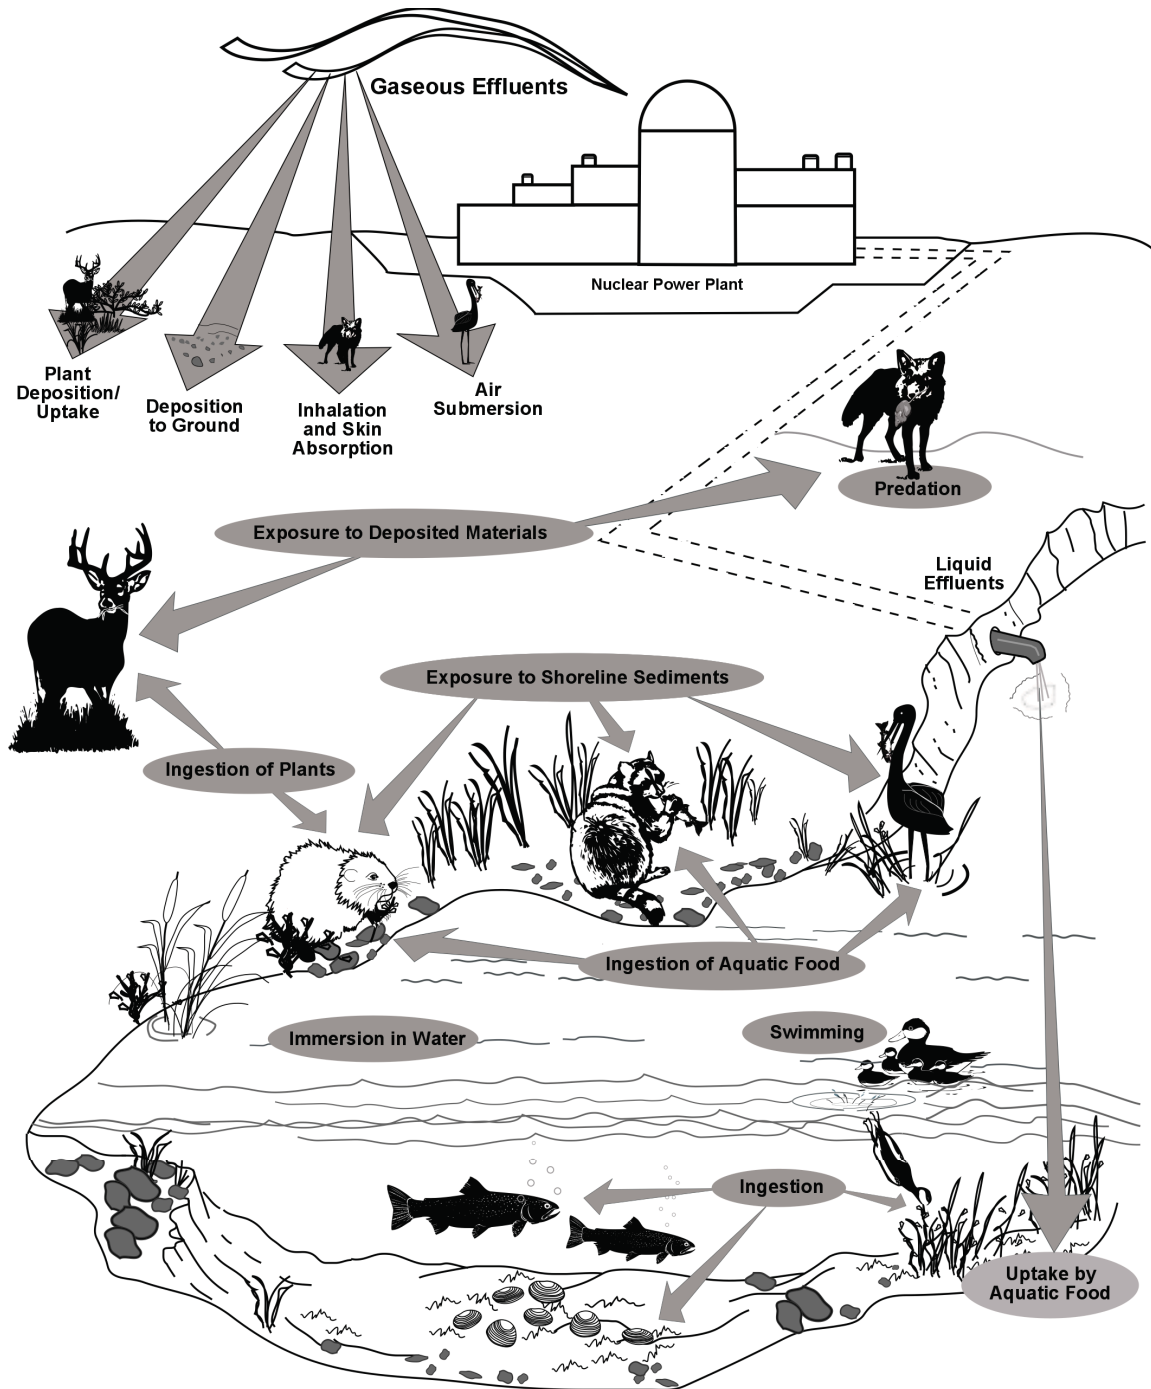 Gaseous Effluents
Nuclear Power Plant
Plant
Deposition/
Uptake
Deposition
to Ground
Inhalation
and Skin
Absorption
Air
Submersion
Predation
Exposure to Deposited Materials
Liquid
Effluents
Exposure to Shoreline Sediments
Ingestion of Plants
Ingestion of Aquatic Food
Immersion in Water
Swimming
Ingestion
Uptake by
Aquatic Food